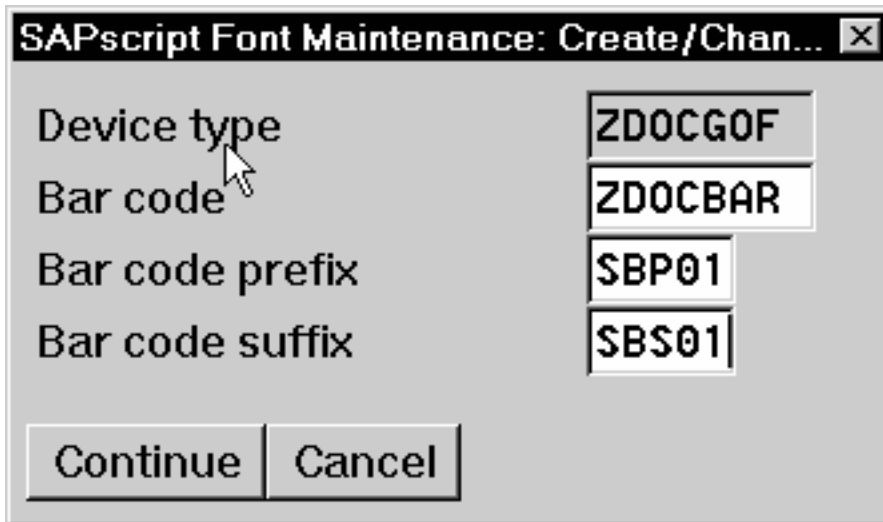 SAPscript Font Maintenance: Create/Chan...
Device type ZDOCGOF
Bar code ZDOCBAR
Bar code prefix SBP01
Bar code suffix SBS01
Continue Cancel